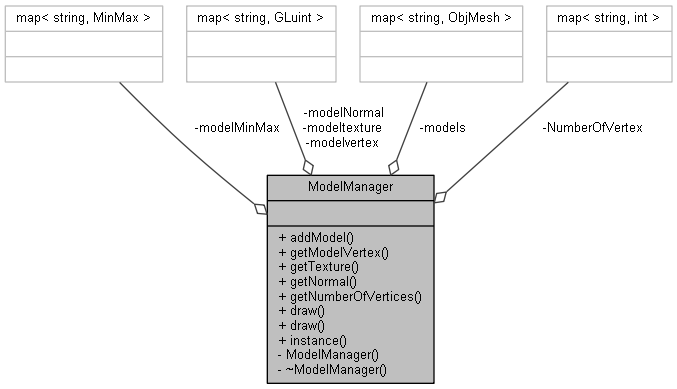 map< string, MinMax >
map< string, GLuint >
map< string, ObjMesh >
map< string, int >
-modelMinMax
-modelNormal
-modeltexture
-modelvertex
-models
-NumberOfVertex
ModelManager
+ addModel()
+ getModelVertex()
+ getTexture()
+ getNormal()
+ getNumberOfVertices()
+ draw()
+ draw()
+ instance()
- ModelManager()
- ~ModelManager()